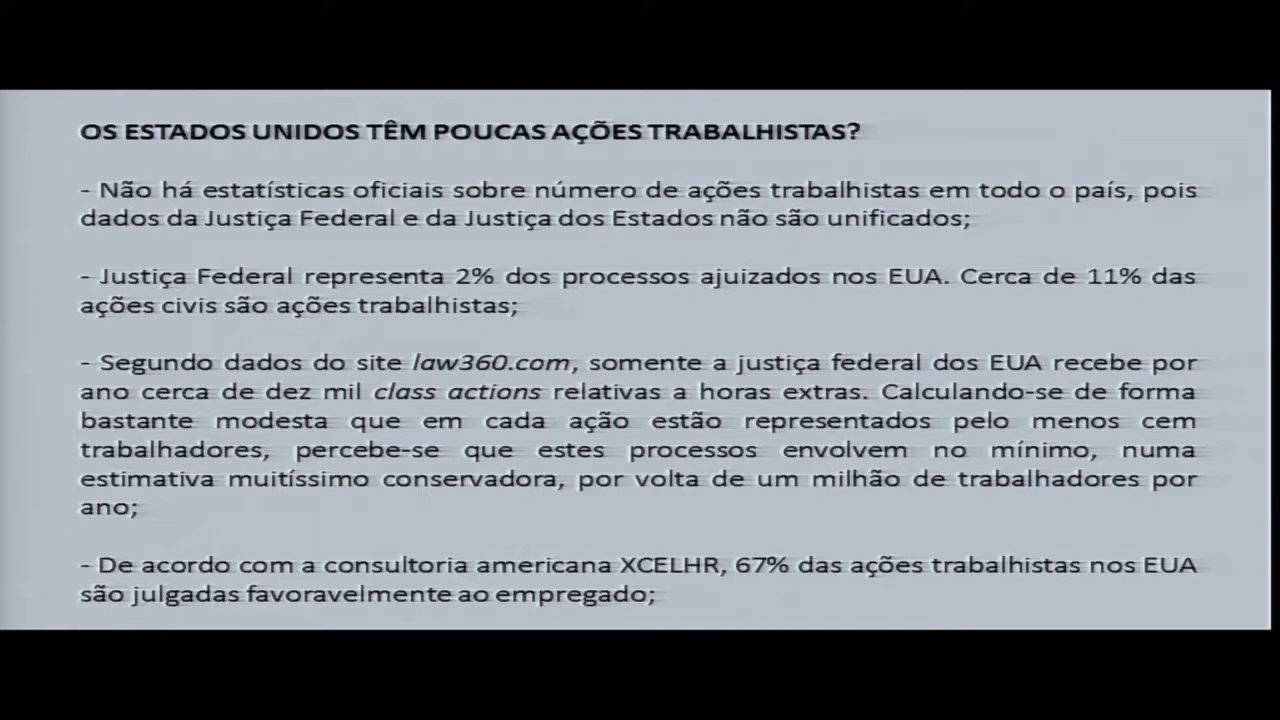 OS ESTADOS UNIDOS TÊM POUCAS AÇÕES TRABALHISTAS?
- Não há estatísticas oficiais sobre número de ações trabalhistas em todo o país, pois
dados da Justiça Federal e da Justiça dos Estados não são unificados;
- Justiça Federal representa 2% dos processos ajuizados nos EUA. Cerca de 11% das
ações civis são ações trabalhistas;
- Segundo dados do site law360.com, somente a justiça federal dos EUA recebe por
ano cerca de dez mil class actions relativas a horas extras. Calculando-se de forma
bastante modesta que em cada ação estão representados pelo menos cem
trabalhadores, percebe-se que estes processos envolvem no mínimo, numa
estimativa muitíssimo conservadora, por volta de um milhão de trabalhadores por
ano;
- De acordo com a consultoria americana XCELHR, 67% das ações trabalhistas nos EUA
são julgadas favoravelmente ao empregado;